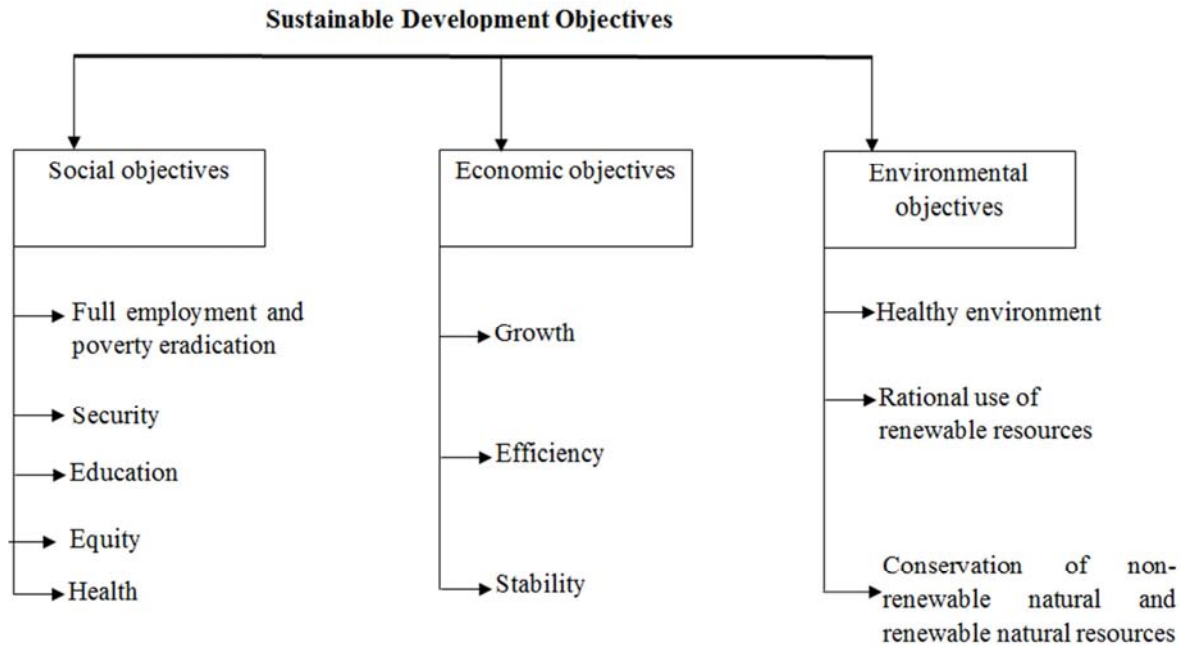 Sustainable Development Objectives
Social objectives
Full employment and
poverty eradication
Security
Education
Equity
Health
Economic objectives
Growth
Efficiency
Stability
Environmental
objectives
Healthy environment
Rational use of
renewable resources
Conservation of non-
renewable natural and
renewable natural resources